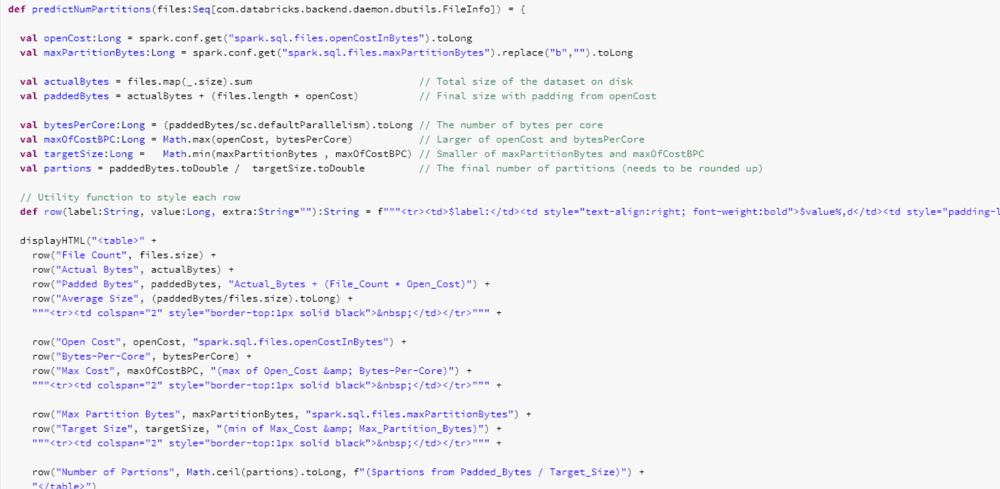 def predictNumPartitions(files:Seq[com.databricks.backend.daemon.dbutils.FileInfo]) = {
val openCost:Long = spark.conf.get("spark.sql.files.openCostInBytes").toLong
val maxPartitionBytes:Long = spark.conf.get("spark.sql.files.maxPartitionBytes").replace("b","").toLong
val actualBytes = files.map(_.size).sum // Total size of the dataset on disk
val paddedBytes = actualBytes + (files.length * openCost) // Final size with padding from openCost
val bytesPerCore:Long = (paddedBytes/sc.defaultParallelism).toLong // The number of bytes per core
val maxOfCostBPC:Long = Math.max(openCost, bytesPerCore) // Larger of openCost and bytesPerCore
val targetSize:Long = Math.min(maxPartitionBytes , maxOfCostBPC) // Smaller of maxPartitionBytes and maxOfCostBPC
val partions = paddedBytes.toDouble / targetSize.toDouble // The final number of partitions (needs to be rounded up)
// Utility function to style each row
def row(label:String, value:Long, extra:String=""):String = f"""<tr><td>$label:</td><td style="text-align:right; font-weight:bold">$value%,d</td><td style="padding-l
displayHTML("<table>" +
row("File Count", files.size) +
row("Actual Bytes", actualBytes) +
row("Padded Bytes", paddedBytes, "Actual_Bytes + (File_Count * Open_Cost)") +
row("Average Size", (paddedBytes/files.size).toLong) +
"""<tr><td colspan="2" style="border-top:1px solid black">&nbsp;</td></tr>""" +
row("Open Cost", openCost, "spark.sql.files.openCostInBytes") +
row("Bytes-Per-Core", bytesPerCore) +
row("Max Cost", maxOfCostBPC, "(max of Open_Cost &amp; Bytes-Per-Core)") +
"""<tr><td colspan="2" style="border-top:1px solid black">&nbsp;</td></tr>""" +
row("Max Partition Bytes", maxPartitionBytes, "spark.sql.files.maxPartitionBytes") +
row("Target Size", targetSize, "(min of Max_Cost &amp; Max_Partition_Bytes)") +
"""<tr><td colspan="2" style="border-top:1px solid black">&nbsp;</td></tr>""" +
row("Number of Partions", Math.ceil(partions).toLong, f"($partions from Padded_Bytes / Target_Size)") +
"</table>")